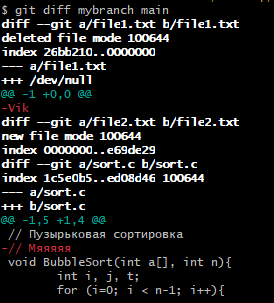 $ git diff mybranch main
diff --git a/file1.txt b/file1.txt
deleted file mode 100644
index 26bb210..0000000
--- a/file1.txt
+++ /dev/null
@@ -1 +0,0 @@
-Vik
diff --git a/file2.txt b/file2.txt
new file mode 100644
index 0000000..e69de29
diff --git a/sort.c b/sort.c
index 1c5e0b5..ed08d46 100644
--- a/sort.c
+++ b/sort.c
@@ -1,5 +1,4 @@
 // Пузырьковая сортировка
-// Мяяяяя
 void BubbleSort(int a[], int n){
        int i, j, t;
        for (i=0; i < n-1; i++){